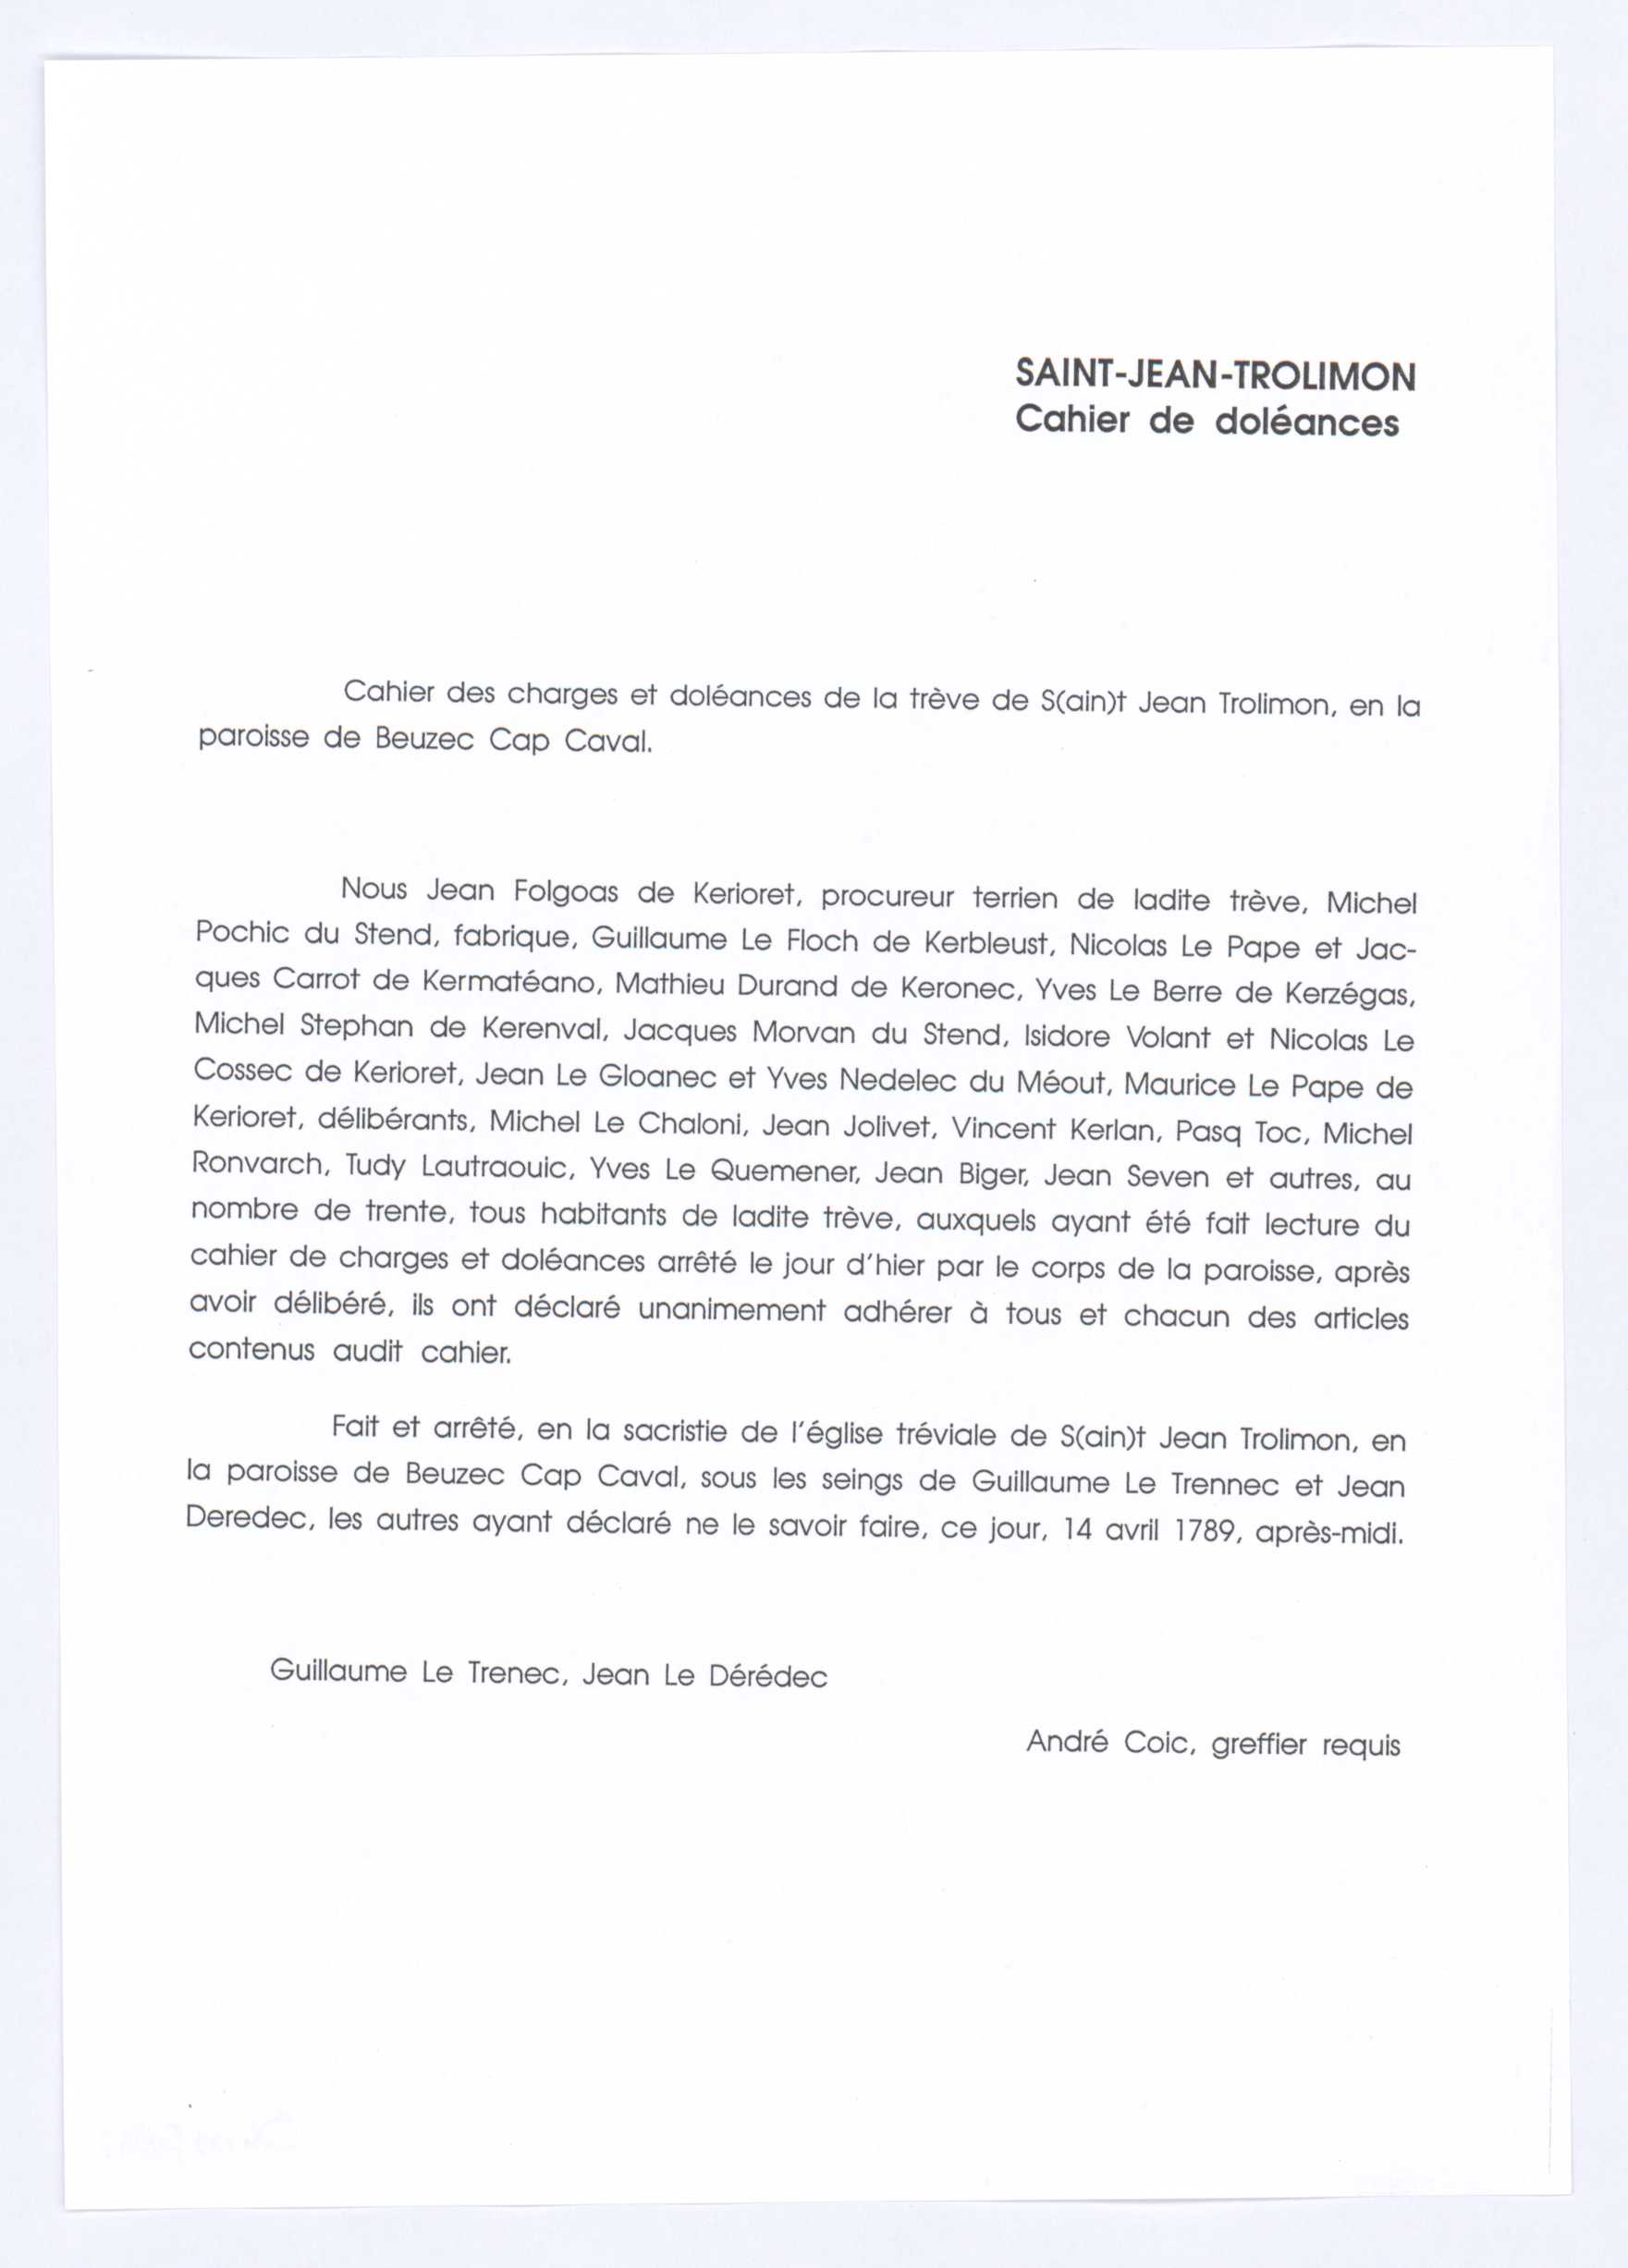 SAINT-JEAN-TROLIMON
Cahier de doléances
Cahier des charges et doléances de la trève de S(ain)t Jean Trolimon, en la
paroisse de Beuzec Cap Caval.
Nous Jean Folgoas de Kerioret, procureur terrien de ladite trève, Michel
Pochic du Stend, fabrique, Guillaume Le Floch de Kerbleust, Nicolas Le Pape et Jac-
ques Carrot de Kermatéano, Mathieu Durand de Keronec, Yves Le Berre de Kerzégas,
Michel Stephan de Kerenval, Jacques Morvan du Stend, Isidore Volant et Nicolas Le
Cossec de Kerioret, Jean Le Gloanec et Yves Nedelec du Méout, Maurice Le Pape de
Kerioret, délibérants, Michel Le Chaloni, Jean Jolivet, Vincent Kerlan, Pasq Toc, Michel
Ronvarch, Tudy Lautraouic, Yves Le Quemener, Jean Biger, Jean Seven et autres, au
nombre de trente, tous habitants de ladite trève, auxquels ayant été fait lecture du
cahier de charges et doléances arrêté le jour d'hier par le corps de la paroisse, après
avoir délibéré, ils ont déclaré unanimement adhérer à tous et chacun des articles
contenus audit cahier.
Fait et arrêté, en la sacristie de l'église tréviale de S(ain)t Jean Trolimon, en
la paroisse de Beuzec Cap Caval, sous les seings de Guillaume Le Trennec et Jean
Deredec, les autres ayant déclaré ne le savoir faire, ce jour, 14 avril 1789, après-midi.
Guillaume Le Trenec, Jean Le Dérédec
André Coic, greffier requis